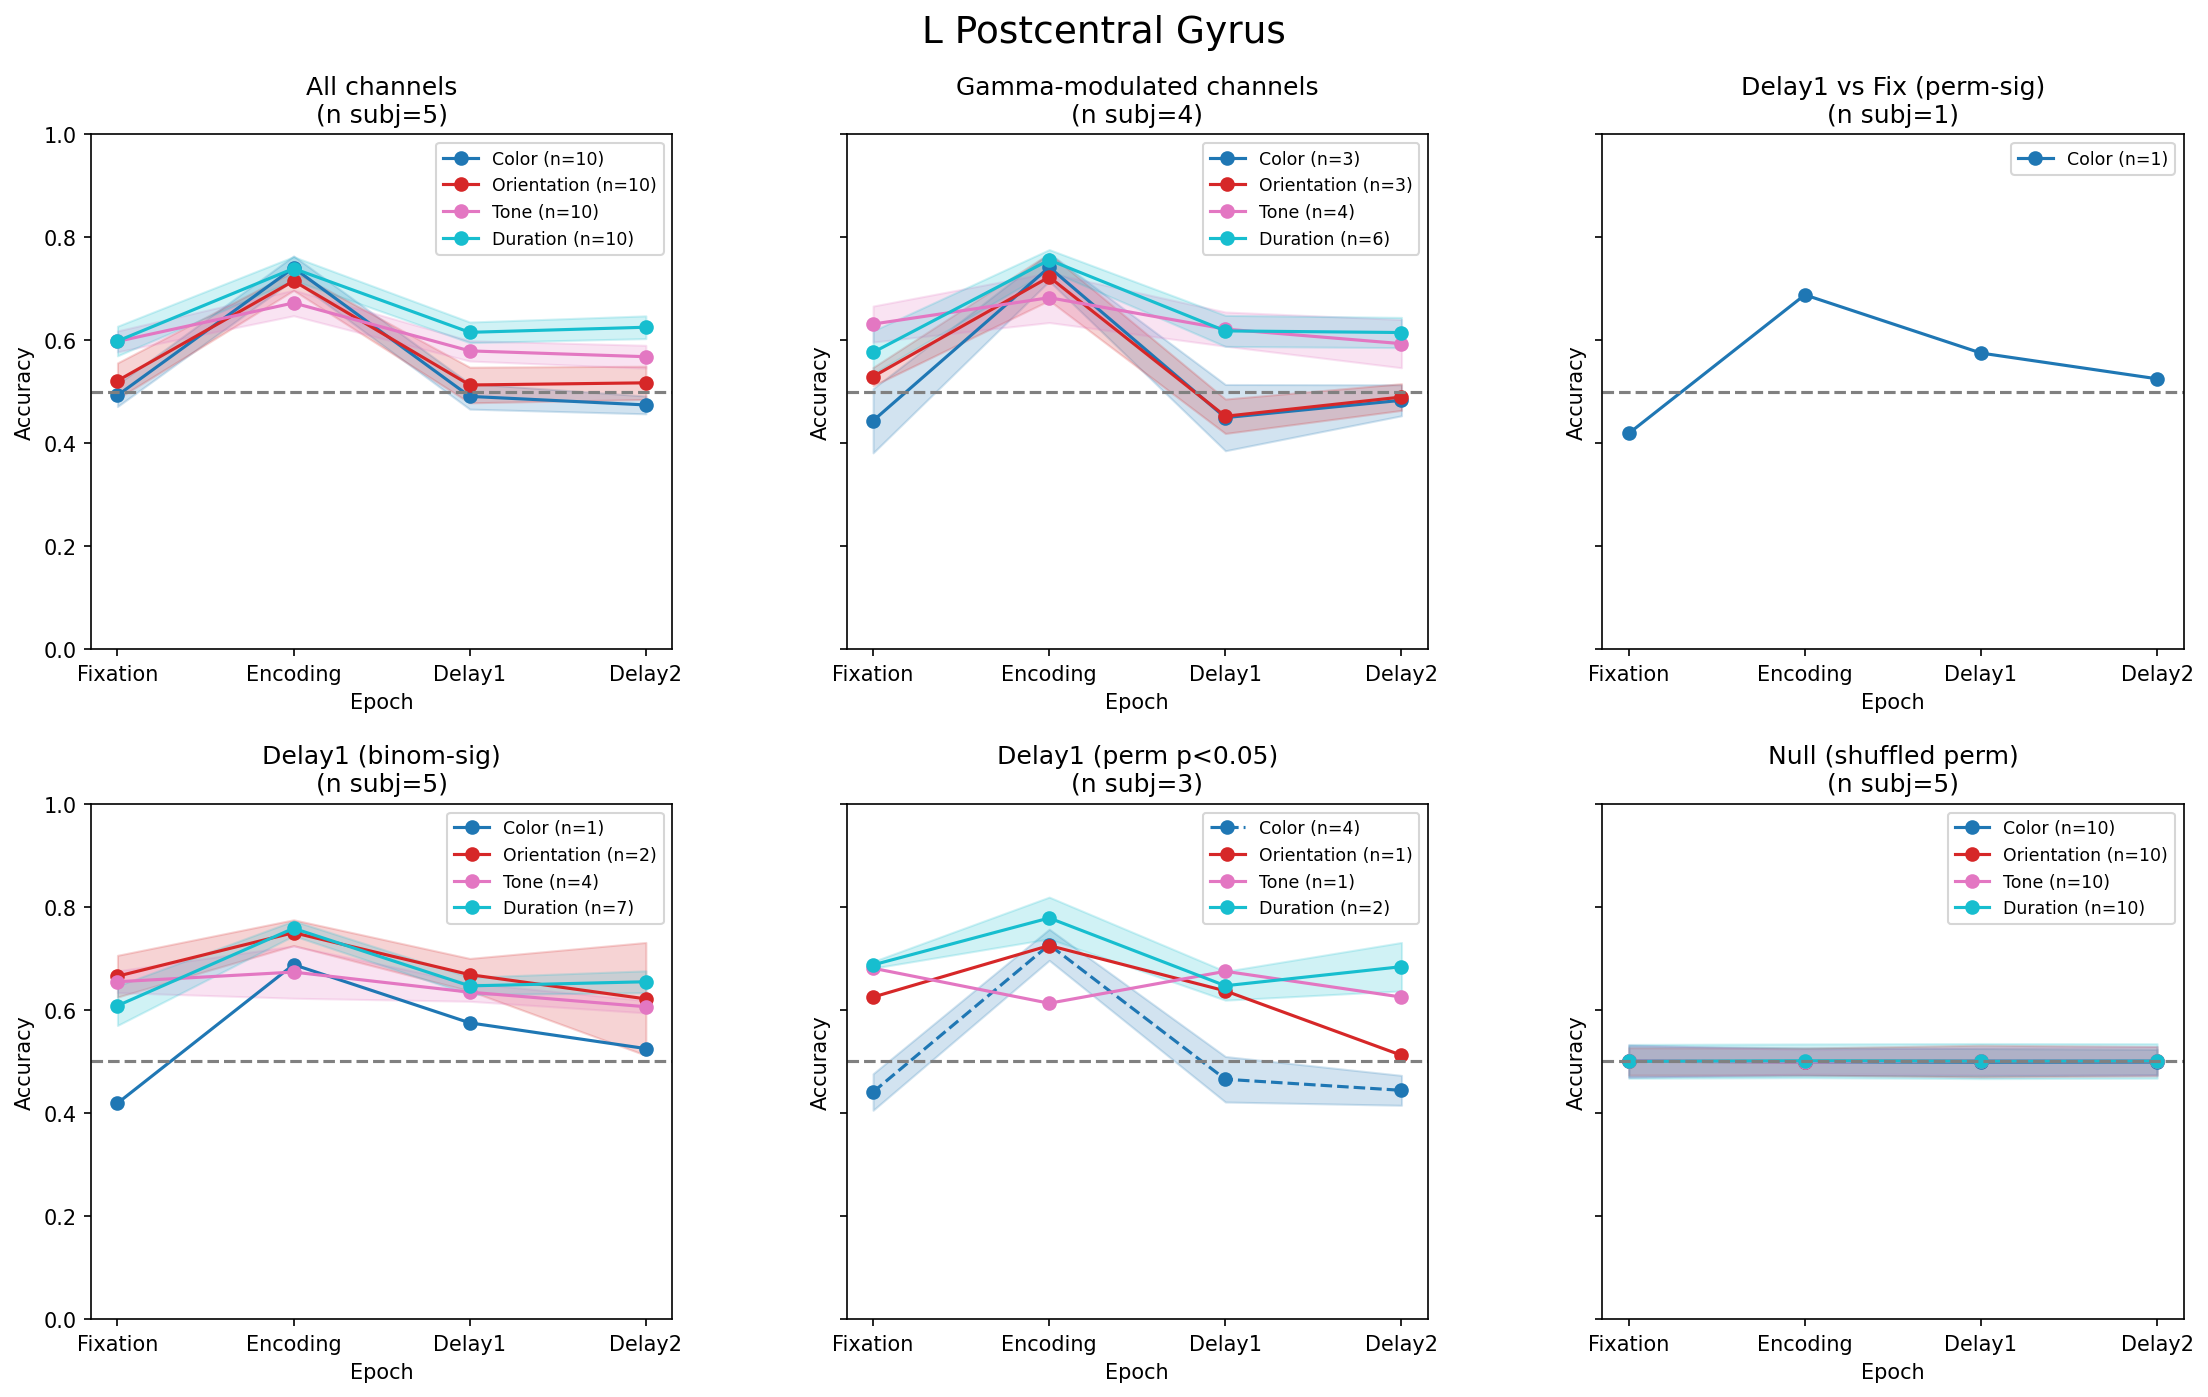 L Postcentral Gyrus
All channels
(n subj=5)
1.0
0.8
0.6
0.4
0.2
0.0
Accuracy
Color (n=10)
Orientation (n=10)
Tone (n=10)
Duration (n=10)
Fixation Encoding Delay1 Delay2
Epoch
Gamma-modulated channels
(n subj=4)
Accuracy
Color (n=3)
Orientation (n=3)
Tone (n=4)
Duration (n=6)
Fixation Encoding Delay1 Delay2
Epoch
Delay1 vs Fix (perm-sig)
(n subj=1)
Accuracy
Color (n=1)
Fixation Encoding Delay1 Delay2
Epoch
Delay1 (binom-sig)
(n subj=5)
1.0
0.8
0.6
0.4
0.2
0.0
Accuracy
Color (n=1)
Orientation (n=2)
Tone (n=4)
Duration (n=7)
Fixation Encoding Delay1 Delay2
Epoch
Delay1 (perm p<0.05)
(n subj=3)
Accuracy
Color (n=4)
Orientation (n=1)
Tone (n=1)
Duration (n=2)
Fixation Encoding Delay1 Delay2
Epoch
Null (shuffled perm)
(n subj=5)
Accuracy
Color (n=10)
Orientation (n=10)
Tone (n=10)
Duration (n=10)
Fixation Encoding Delay1 Delay2
Epoch